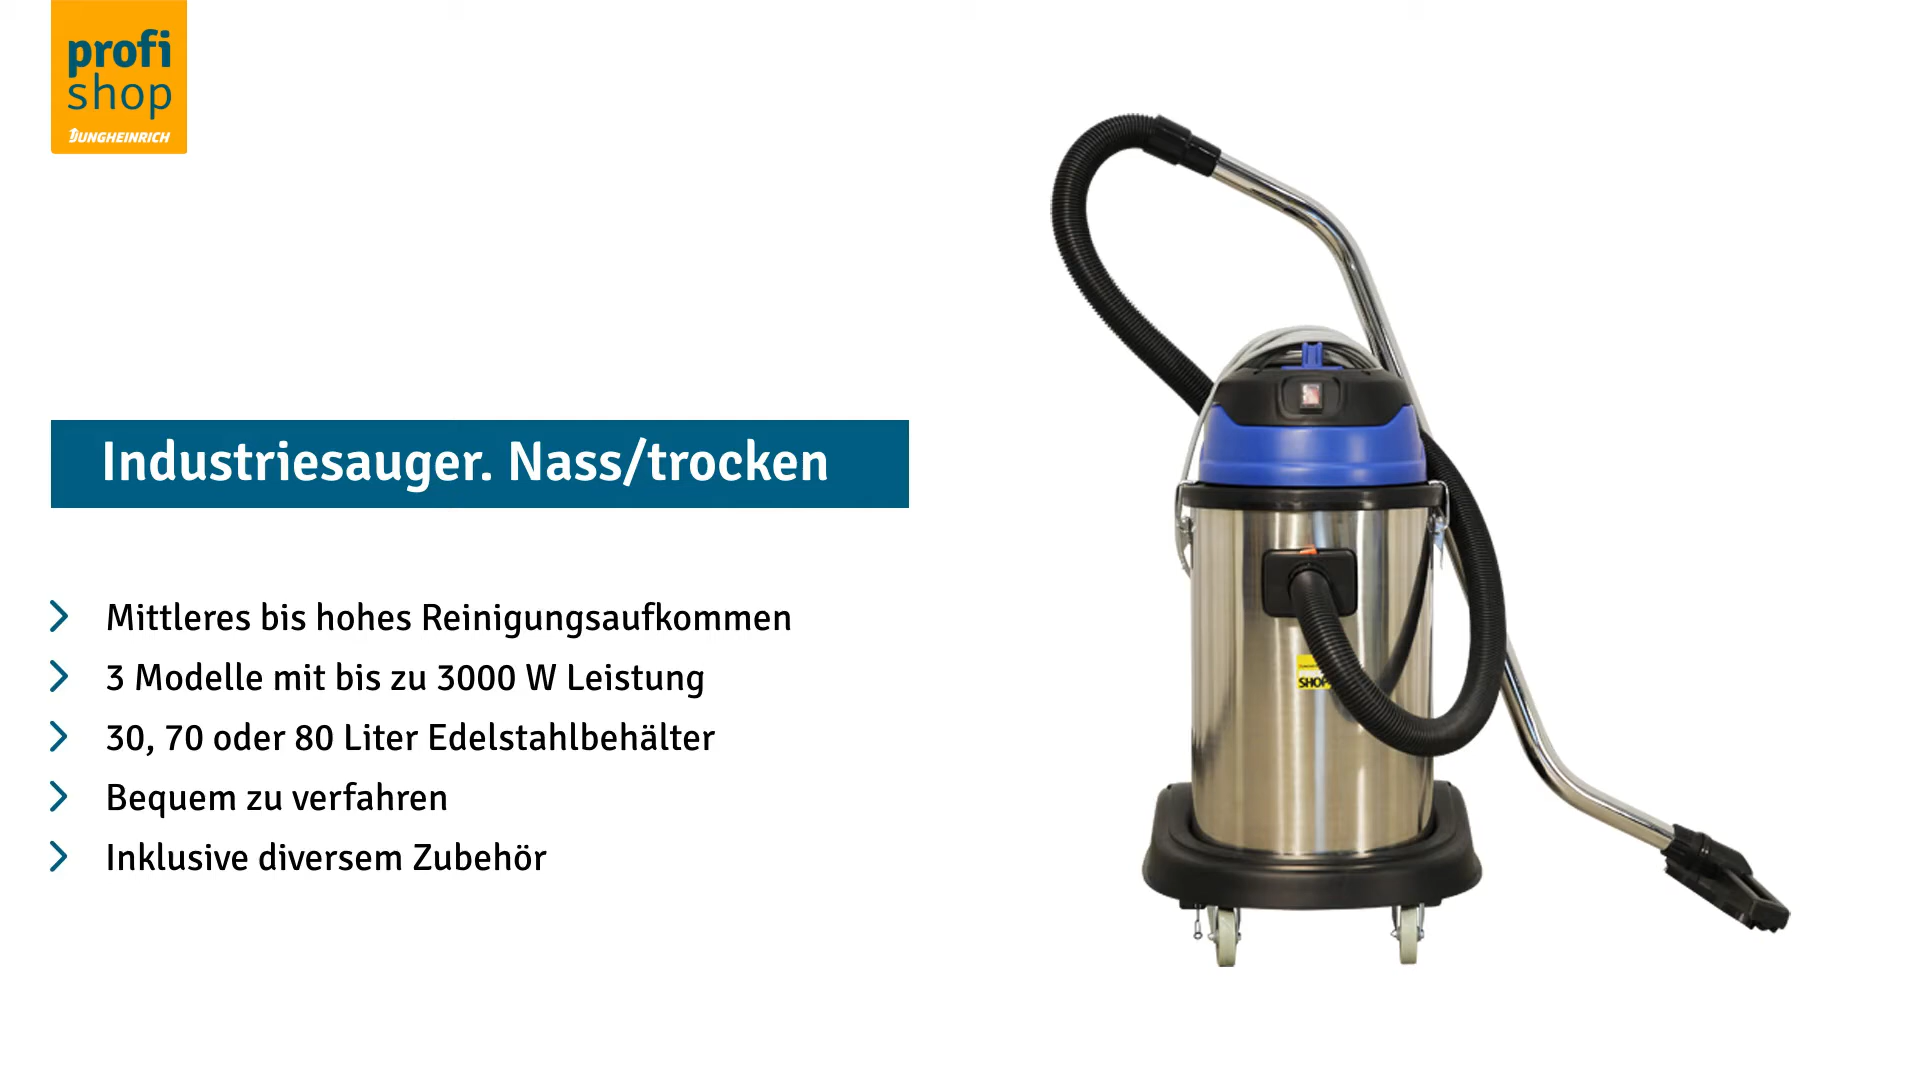 profi
shop
JUNGHEINRICH
Industriesauger. Nass/trocken
Mittleres bis hohes Reinigungsaufkommen
3 Modelle mit bis zu 3000 W Leistung
30, 70 oder 80 Liter Edelstahlbehälter
Bequem zu verfahren
Inklusive diversem Zubehör
SHOP